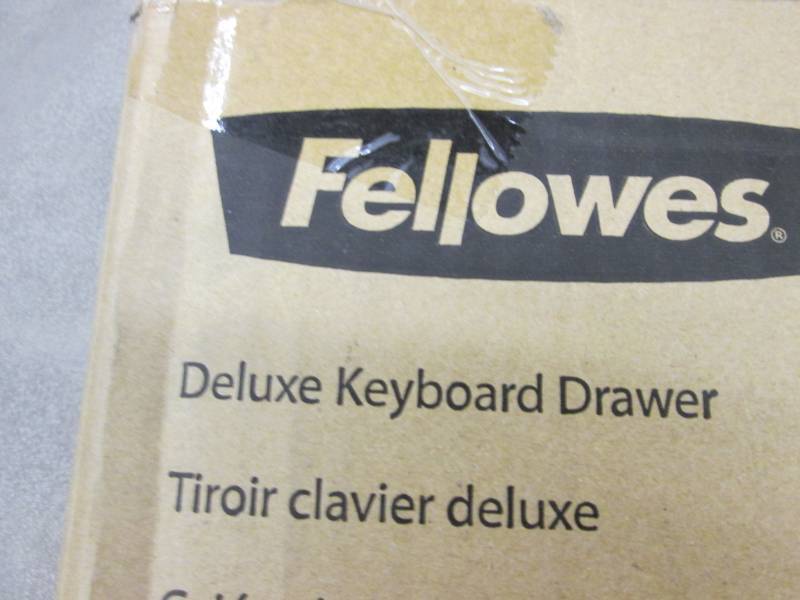 Fellowes®
Deluxe Keyboard Drawer
Tiroir clavier deluxe